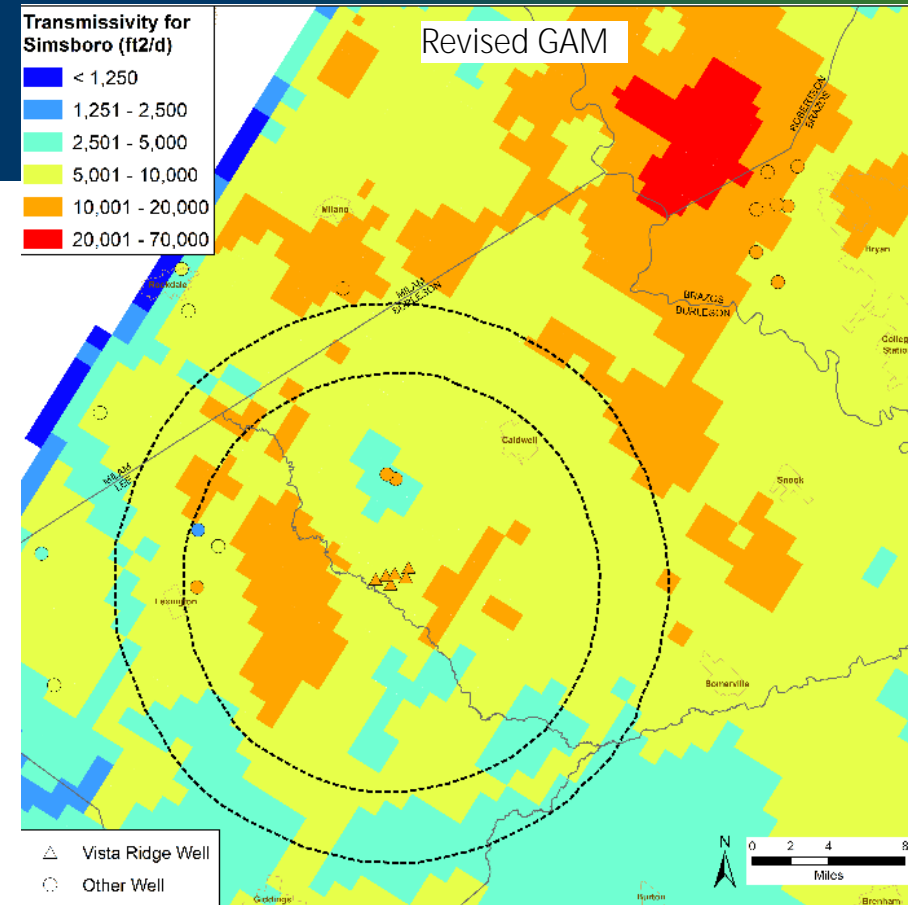 Transmissivity for
Simsboro (ft2/d)
< 1,250
1,251 - 2,500
2,501 - 5,000
5,001 - 10,000
10,001 - 20,000
20,001 - 70,000
Revised GAM
ROBERTSON
BRAZOS
Milano
Bryan
Rockdale
MILAM
BURLESON
BRAZOS
BURLESON
College
Station
Caldwell
MILAM
LEE
Snook
Lexington
Somerville
Vista Ridge Well
Other Well
N
0 2 4 8
Miles
Giddings
Burton
Brenham